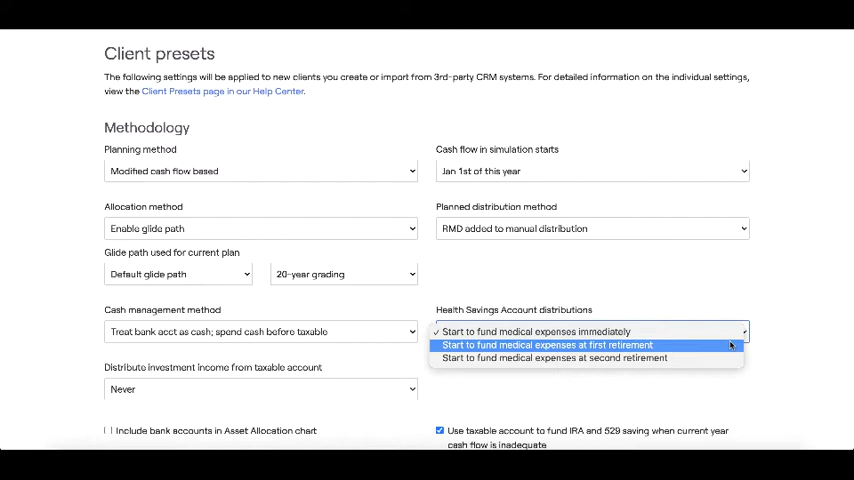 Client presets
The following settings will be applied to new clients you create or import from 3rd-party CRM systems. For detailed information on the individual settings,
view the Client Presets page in our Help Center.
Methodology
Planning method
Cash flow in simulation starts
Modified cash flow based
Jan 1st of this year
Allocation method
Planned distribution method
Enable glide path
RMD added to manual distribution
Glide path used for current plan
Default glide path
20-year grading
Cash management method
Health Savings Account distributions
Treat bank acct as cash; spend cash before taxable
✓ Start to fund medical expenses immediately
Start to fund medical expenses at first retirement
Start to fund medical expenses at second retirement
Distribute investment income from taxable account
Never
Include bank accounts in Asset Allocation chart
Use taxable account to fund IRA and 529 saving when current year
cash flow is inadequate